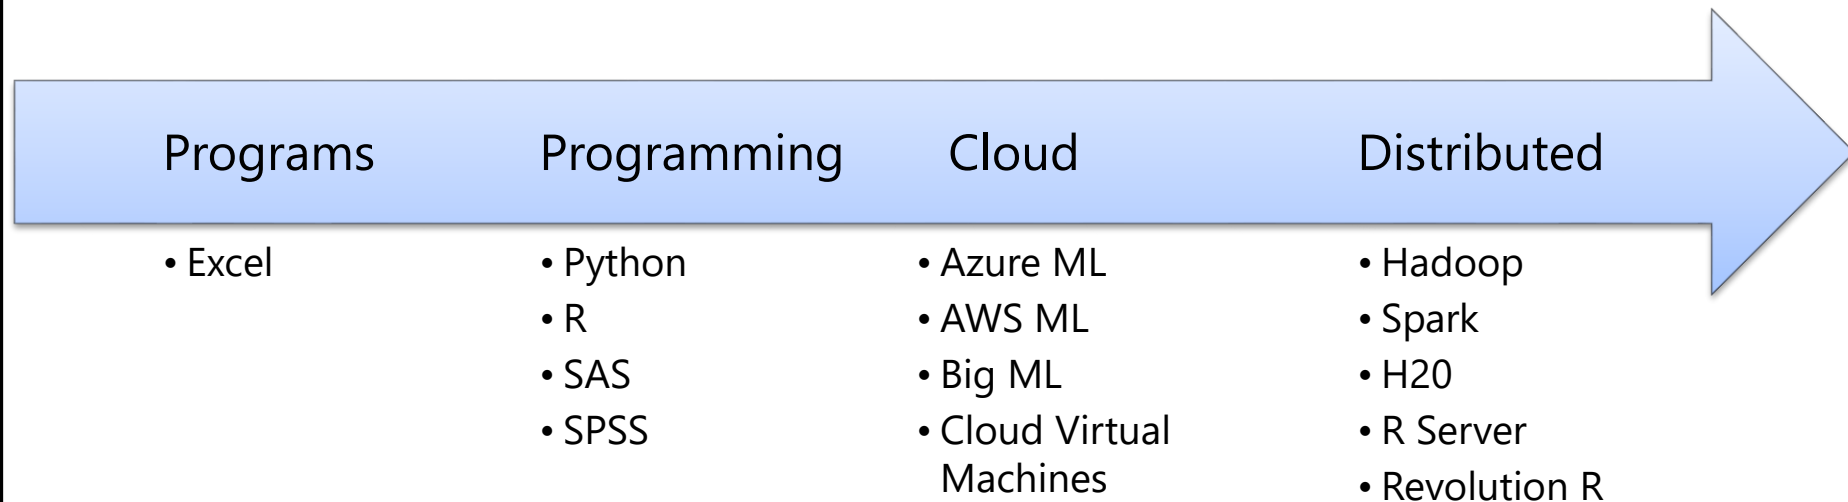 Programs Programming Cloud Distributed
• Excel
• Python
• R
• SAS
• SPSS
• Azure ML
• AWS ML
• Big ML
• Cloud Virtual
Machines
• Hadoop
• Spark
• H20
• R Server
• Revolution R